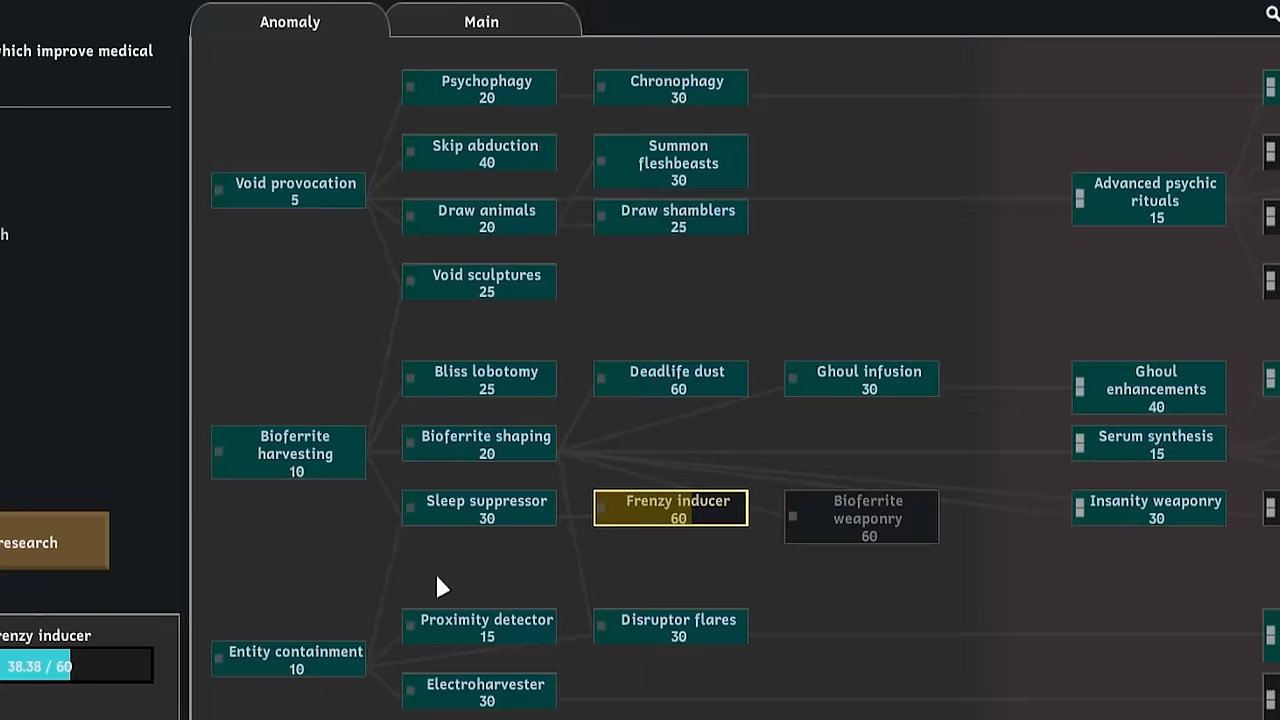 Anomaly
Main
which improve medical
h
research
renzy inducer
38.38 / 60
Void provocation
5
Bioferrite
harvesting
10
Entity containment
10
Psychophagy
20
Skip abduction
40
Draw animals
20
Void sculptures
25
Bliss lobotomy
25
Bioferrite shaping
20
Sleep suppressor
30
Proximity detector
15
Electroharvester
30
Chronophagy
30
Summon
fleshbeasts
30
Draw shamblers
25
Deadlife dust
60
Frenzy inducer
60
Disruptor flares
30
Ghoul infusion
30
Bioferrite
weaponry
60
Advanced psychic
rituals
15
Ghoul
enhancements
40
Serum synthesis
15
Insanity weaponry
30